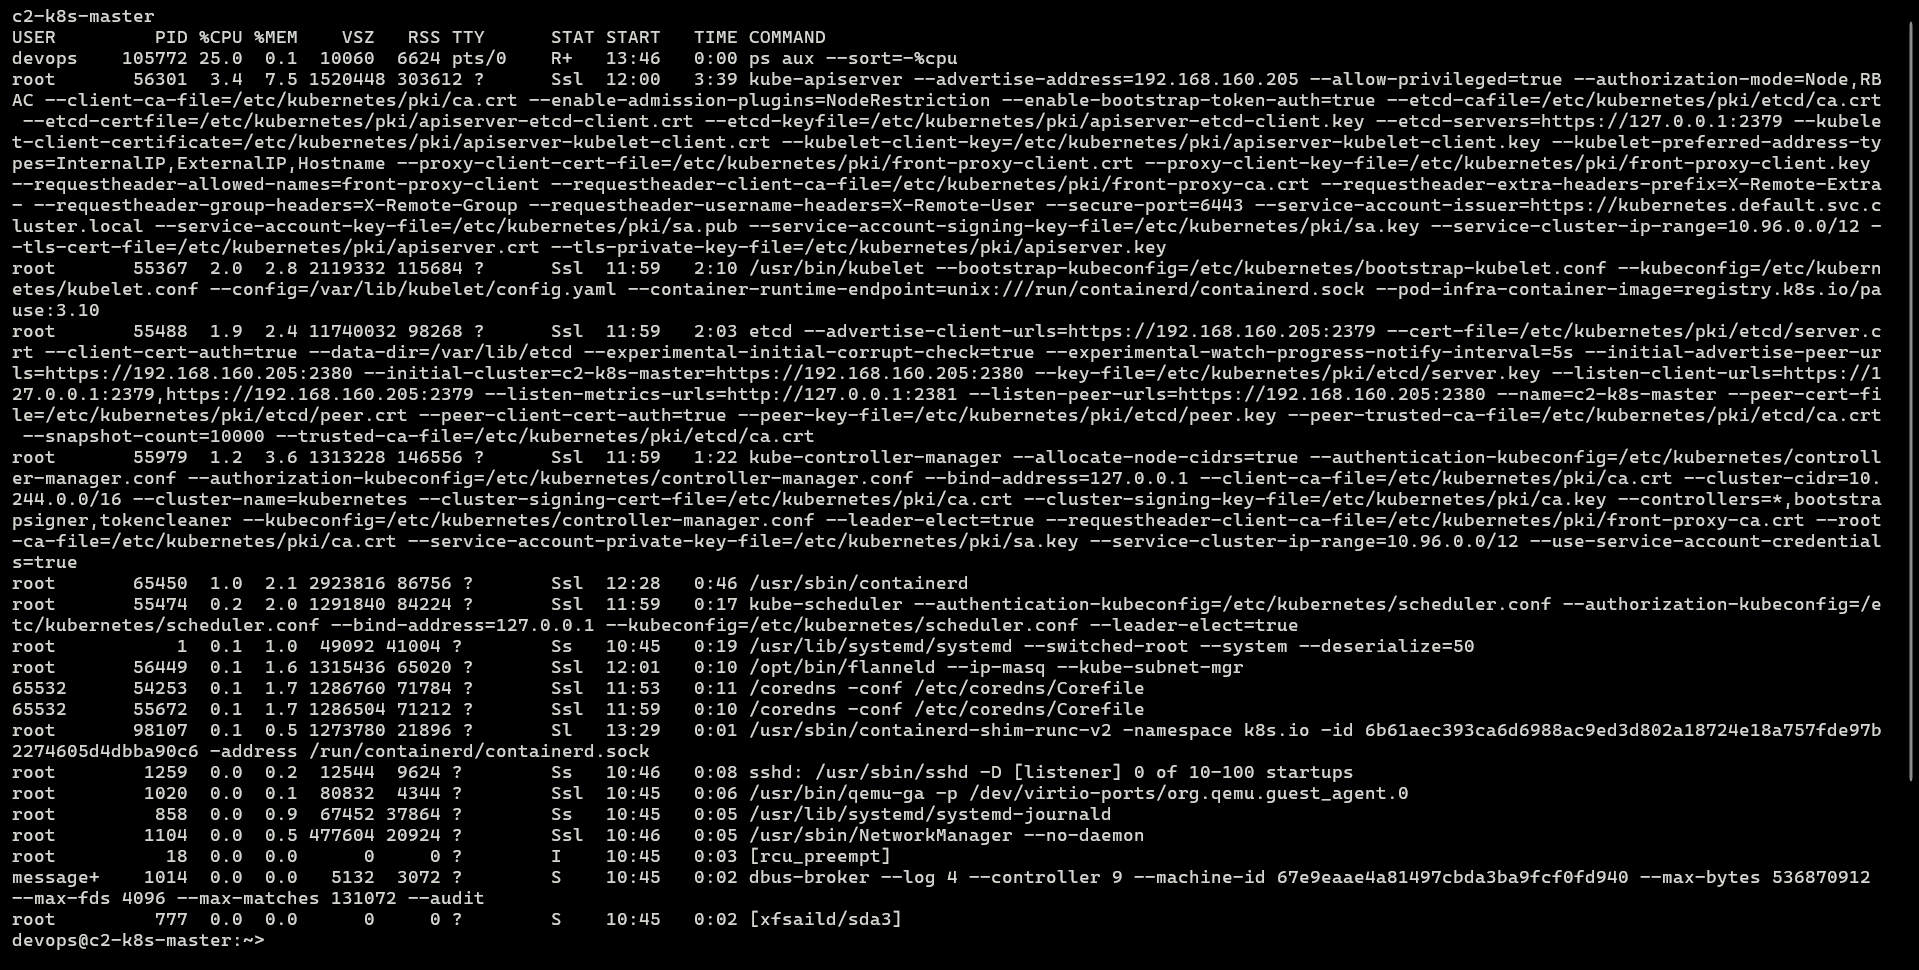 c2-k8s-master
USER         PID %CPU %MEM    VSZ   RSS TTY      STAT START   TIME COMMAND
devops    105772 25.0  0.1  10060  6624 pts/0    R+   13:46   0:00 ps aux --sort=-%cpu
root       56301  3.4  7.5 1520448 303612 ?      Ssl  12:00   3:39 kube-apiserver --advertise-address=192.168.160.205 --allow-privileged=true --authorization-mode=Node,RB
AC --client-ca-file=/etc/kubernetes/pki/ca.crt --enable-admission-plugins=NodeRestriction --enable-bootstrap-token-auth=true --etcd-cafile=/etc/kubernetes/pki/etcd/ca.crt
 --etcd-certfile=/etc/kubernetes/pki/apiserver-etcd-client.crt --etcd-keyfile=/etc/kubernetes/pki/apiserver-etcd-client.key --etcd-servers=https://127.0.0.1:2379 --kubele
t-client-certificate=/etc/kubernetes/pki/apiserver-kubelet-client.crt --kubelet-client-key=/etc/kubernetes/pki/apiserver-kubelet-client.key --kubelet-preferred-address-ty
pes=InternalIP,ExternalIP,Hostname --proxy-client-cert-file=/etc/kubernetes/pki/front-proxy-client.crt --proxy-client-key-file=/etc/kubernetes/pki/front-proxy-client.key
--requestheader-allowed-names=front-proxy-client --requestheader-client-ca-file=/etc/kubernetes/pki/front-proxy-ca.crt --requestheader-extra-headers-prefix=X-Remote-Extra
- --requestheader-group-headers=X-Remote-Group --requestheader-username-headers=X-Remote-User --secure-port=6443 --service-account-issuer=https://kubernetes.default.svc.c
luster.local --service-account-key-file=/etc/kubernetes/pki/sa.pub --service-account-signing-key-file=/etc/kubernetes/pki/sa.key --service-cluster-ip-range=10.96.0.0/12 -
-tls-cert-file=/etc/kubernetes/pki/apiserver.crt --tls-private-key-file=/etc/kubernetes/pki/apiserver.key
root       55367  2.0  2.8 2119332 115684 ?      Ssl  11:59   2:10 /usr/bin/kubelet --bootstrap-kubeconfig=/etc/kubernetes/bootstrap-kubelet.conf --kubeconfig=/etc/kubern
etes/kubelet.conf --config=/var/lib/kubelet/config.yaml --container-runtime-endpoint=unix:///run/containerd/containerd.sock --pod-infra-container-image=registry.k8s.io/pa
use:3.10
root       55488  1.9  2.4 11740032 98268 ?      Ssl  11:59   2:03 etcd --advertise-client-urls=https://192.168.160.205:2379 --cert-file=/etc/kubernetes/pki/etcd/server.c
rt --client-cert-auth=true --data-dir=/var/lib/etcd --experimental-initial-corrupt-check=true --experimental-watch-progress-notify-interval=5s --initial-advertise-peer-ur
ls=https://192.168.160.205:2380 --initial-cluster=c2-k8s-master=https://192.168.160.205:2380 --key-file=/etc/kubernetes/pki/etcd/server.key --listen-client-urls=https://1
27.0.0.1:2379,https://192.168.160.205:2379 --listen-metrics-urls=http://127.0.0.1:2381 --listen-peer-urls=https://192.168.160.205:2380 --name=c2-k8s-master --peer-cert-fi
le=/etc/kubernetes/pki/etcd/peer.crt --peer-client-cert-auth=true --peer-key-file=/etc/kubernetes/pki/etcd/peer.key --peer-trusted-ca-file=/etc/kubernetes/pki/etcd/ca.crt
 --snapshot-count=10000 --trusted-ca-file=/etc/kubernetes/pki/etcd/ca.crt
root       55979  1.2  3.6 1313228 146556 ?      Ssl  11:59   1:22 kube-controller-manager --allocate-node-cidrs=true --authentication-kubeconfig=/etc/kubernetes/controll
er-manager.conf --authorization-kubeconfig=/etc/kubernetes/controller-manager.conf --bind-address=127.0.0.1 --client-ca-file=/etc/kubernetes/pki/ca.crt --cluster-cidr=10.
244.0.0/16 --cluster-name=kubernetes --cluster-signing-cert-file=/etc/kubernetes/pki/ca.crt --cluster-signing-key-file=/etc/kubernetes/pki/ca.key --controllers=*,bootstra
psigner,tokencleaner --kubeconfig=/etc/kubernetes/controller-manager.conf --leader-elect=true --requestheader-client-ca-file=/etc/kubernetes/pki/front-proxy-ca.crt --root
-ca-file=/etc/kubernetes/pki/ca.crt --service-account-private-key-file=/etc/kubernetes/pki/sa.key --service-cluster-ip-range=10.96.0.0/12 --use-service-account-credential
s=true
root       65450  1.0  2.1 2923816 86756 ?       Ssl  12:28   0:46 /usr/sbin/containerd
root       55474  0.2  2.0 1291840 84224 ?       Ssl  11:59   0:17 kube-scheduler --authentication-kubeconfig=/etc/kubernetes/scheduler.conf --authorization-kubeconfig=/e
tc/kubernetes/scheduler.conf --bind-address=127.0.0.1 --kubeconfig=/etc/kubernetes/scheduler.conf --leader-elect=true
root           1  0.1  1.0  49092 41004 ?        Ss   10:45   0:19 /usr/lib/systemd/systemd --switched-root --system --deserialize=50
root       56449  0.1  1.6 1315436 65020 ?       Ssl  12:01   0:10 /opt/bin/flanneld --ip-masq --kube-subnet-mgr
65532      54253  0.1  1.7 1286760 71784 ?       Ssl  11:53   0:11 /coredns -conf /etc/coredns/Corefile
65532      55672  0.1  1.7 1286504 71212 ?       Ssl  11:59   0:10 /coredns -conf /etc/coredns/Corefile
root       98107  0.1  0.5 1273780 21896 ?       Sl   13:29   0:01 /usr/sbin/containerd-shim-runc-v2 -namespace k8s.io -id 6b61aec393ca6d6988ac9ed3d802a18724e18a757fde97b
2274605d4dbba90c6 -address /run/containerd/containerd.sock
root        1259  0.0  0.2  12544  9624 ?        Ss   10:46   0:08 sshd: /usr/sbin/sshd -D [listener] 0 of 10-100 startups
root        1020  0.0  0.1  80832  4344 ?        Ssl  10:45   0:06 /usr/bin/qemu-ga -p /dev/virtio-ports/org.qemu.guest_agent.0
root         858  0.0  0.9  67452 37864 ?        Ss   10:45   0:05 /usr/lib/systemd/systemd-journald
root        1104  0.0  0.5 477604 20924 ?        Ssl  10:46   0:05 /usr/sbin/NetworkManager --no-daemon
root          18  0.0  0.0      0     0 ?        I    10:45   0:03 [rcu_preempt]
message+    1014  0.0  0.0   5132  3072 ?        S    10:45   0:02 dbus-broker --log 4 --controller 9 --machine-id 67e9eaae4a81497cbda3ba9fcf0fd940 --max-bytes 536870912
--max-fds 4096 --max-matches 131072 --audit
root         777  0.0  0.0      0     0 ?        S    10:45   0:02 [xfsaild/sda3]
devops@c2-k8s-master:~>